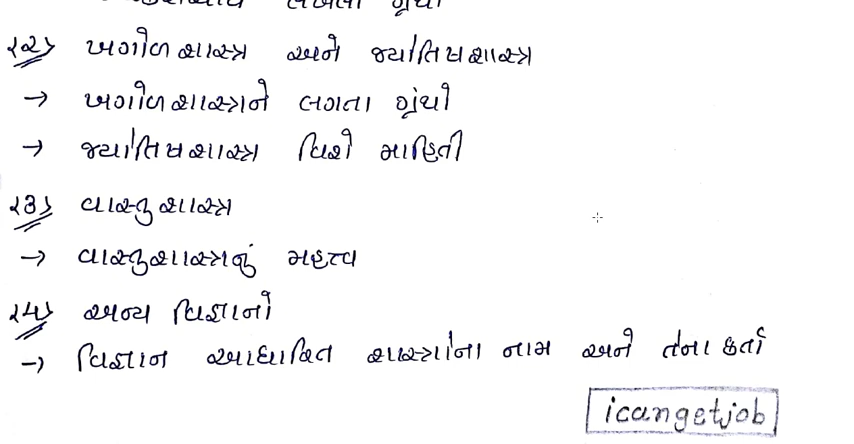 લખેલા ગ્રંથો
૨૨> ખગોળશાસ્ત્ર અને જ્યોતિષશાસ્ત્ર
→ ખગોળશાસ્ત્રને લગતા ગ્રંથો
→ જ્યોતિષશાસ્ત્ર વિશે માહિતી
૨૩> વાસ્તુશાસ્ત્ર
→ વાસ્તુશાસ્ત્રનું મહત્વ
૨૪> અન્ય વિજ્ઞાનો
→ વિજ્ઞાન આધારિત શાસ્ત્રોના નામ અને તેના કર્તા
icangetjob